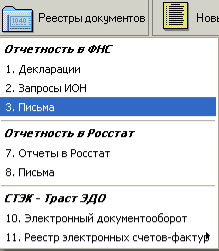 1040
Реестры документов
Новы
Отчетность в ФНС
1. Декларации
2. Запросы ИОН
3. Письма
Отчетность в Росстат
7. Отчеты в Росстат
8. Письма
СТЭК - Траст ЭДО
10. Электронный документооборот
11. Реестр электронных счетов-фактур